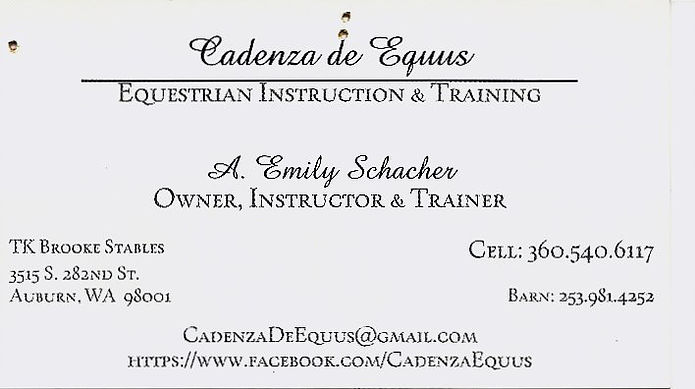 Cadenza de Equus
Equestrian Instruction & Training
A. Emily Schacher
Owner, Instructor & Trainer
TK Brooke Stables
3515 S. 282nd St.
Auburn, WA 98001
Cell: 360.540.6117
Barn: 253.981.4252
CadenzaDeEquus@gmail.com
https://www.facebook.com/CadenzaEquus